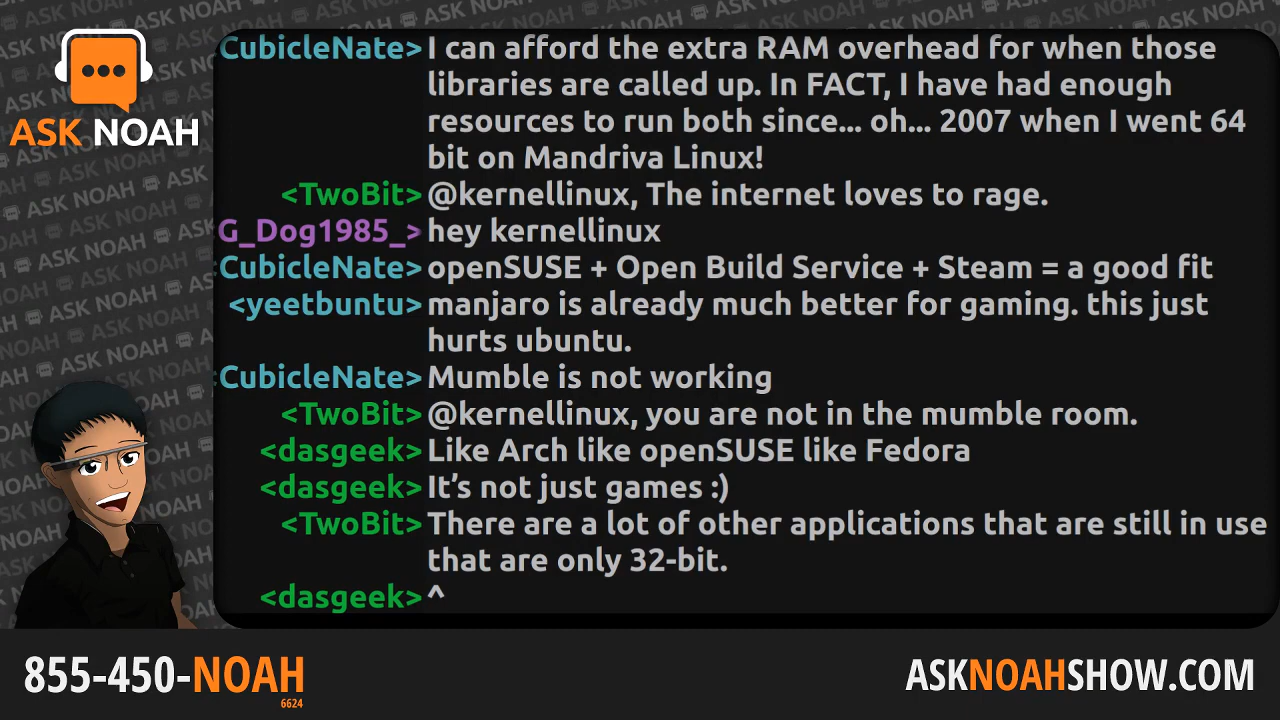 ASK NOAH
CubicleNate> I can afford the extra RAM overhead for when those
libraries are called up. In FACT, I have had enough
resources to run both since... oh... 2007 when I went 64
bit on Mandriva Linux!
<TwoBit> @kernellinux, The internet loves to rage.
G_Dog1985_> hey kernellinux
CubicleNate> openSUSE + Open Build Service + Steam = a good fit
<yeetbuntu> manjaro is already much better for gaming. this just
hurts ubuntu.
CubicleNate> Mumble is not working
<TwoBit> @kernellinux, you are not in the mumble room.
<dasgeek> Like Arch like openSUSE like Fedora
<dasgeek> It’s not just games :)
<TwoBit> There are a lot of other applications that are still in use
that are only 32-bit.
<dasgeek> ^
855-450-NOAH
6624
ASKNOAHSHOW.COM